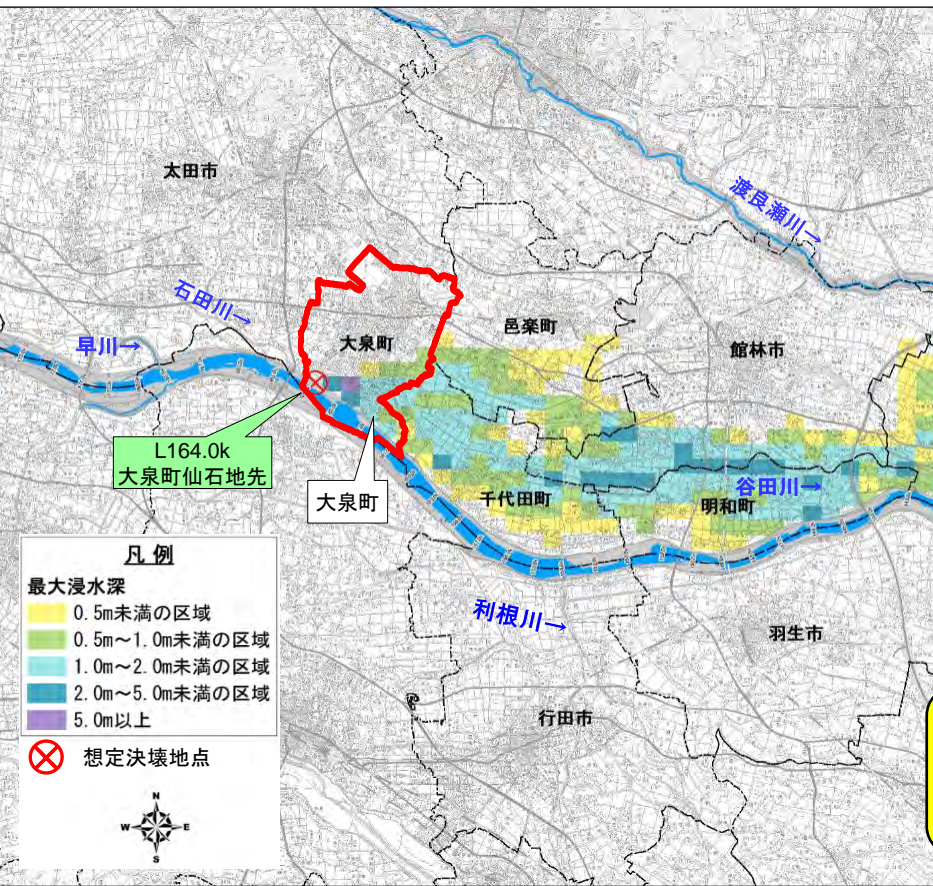 太田市
渡良瀬川→
石田川→
早川→
大泉町
邑楽町
館林市
L164.0k
大泉町仙石地先
大泉町
千代田町
明和町
谷田川→
利根川→
羽生市
行田市
凡例
最大浸水深
0.5m未満の区域
0.5m～1.0m未満の区域
1.0m～2.0m未満の区域
2.0m～5.0m未満の区域
5.0m以上
想定決壊地点
N
W
E
S